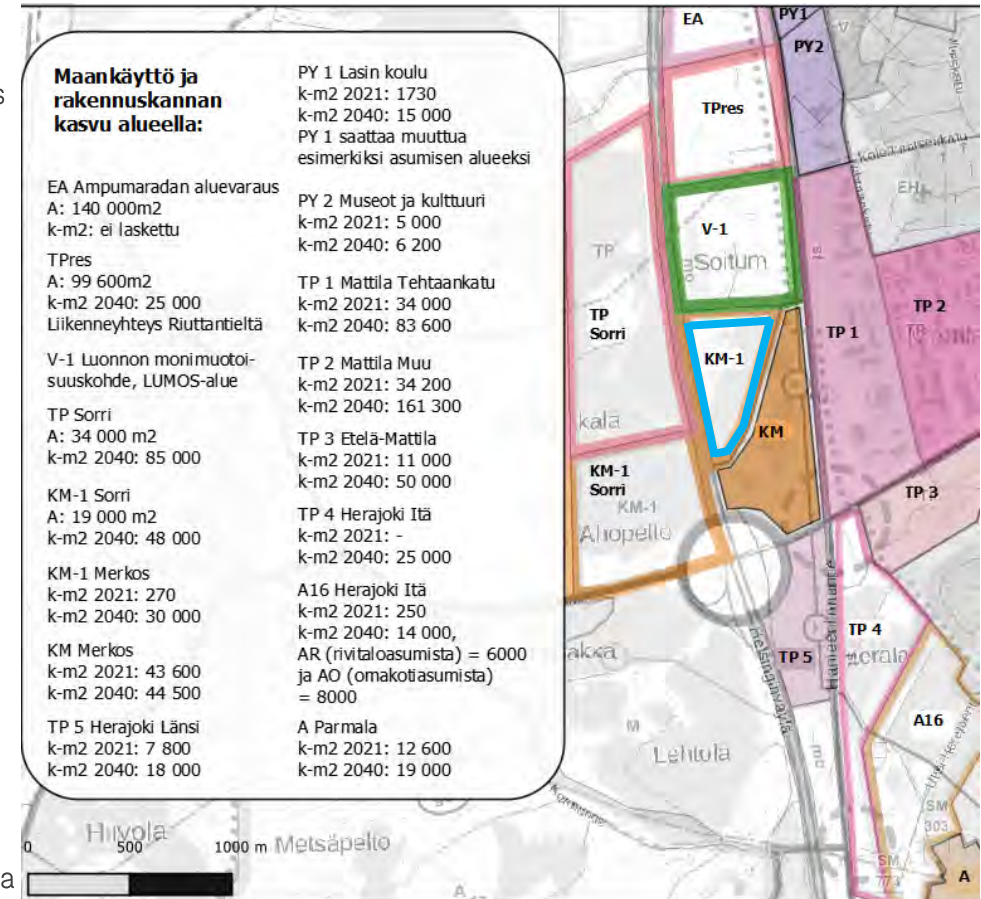 Maankäyttö ja
rakennuskannan
kasvu alueella:
EA Ampumaradan aluevaraus
A: 140 000m2
k-m2: ei laskettu
TPres
A: 99 600m2
k-m2 2040: 25 000
Liikenneyhteys Riuttantieltä
V-1 Luonnon monimuotoi-
suuskohde, LUMOS-alue
TP Sorri
A: 34 000 m2
k-m2 2040: 85 000
KM-1 Sorri
A: 19 000 m2
k-m2 2040: 48 000
KM-1 Merkos
k-m2 2021: 270
k-m2 2040: 30 000
KM Merkos
k-m2 2021: 43 600
k-m2 2040: 44 500
TP 5 Herajoki Länsi
k-m2 2021: 7 800
k-m2 2040: 18 000
PY 1 Lasin koulu
k-m2 2021: 1730
k-m2 2040: 15 000
PY 1 saattaa muuttua
esimerkiksi asumisen alueeksi
PY 2 Museot ja kulttuuri
k-m2 2021: 5 000
k-m2 2040: 6 200
TP 1 Mattila Tehtaankatu
k-m2 2021: 34 000
k-m2 2040: 83 600
TP 2 Mattila Muu
k-m2 2021: 34 200
k-m2 2040: 161 300
TP 3 Etelä-Mattila
k-m2 2021: 11 000
k-m2 2040: 50 000
TP 4 Herajoki Itä
k-m2 2021: -
k-m2 2040: 25 000
A16 Herajoki Itä
k-m2 2021: 250
k-m2 2040: 14 000,
AR (rivitaloasumista) = 6000
ja AO (omakotiasumista)
= 8000
A Parmala
k-m2 2021: 12 600
k-m2 2040: 19 000
s
EA
PY1
PY2
TPres
EH
V-1
Soitum
mo
st
TP
TP
Sorri
TP 1
TP 2
KM-1
kala
KM
KM-1
Sorri
KM-1
Ahopelto
TP 3
Helsinginväylä
Hämeenlinnantie
TP 4
TP 5
A16
M
Lehtola
mo
SM
303
SM
773
A
Hiivola
Metsäpelto
A
0 500 1000 m
a